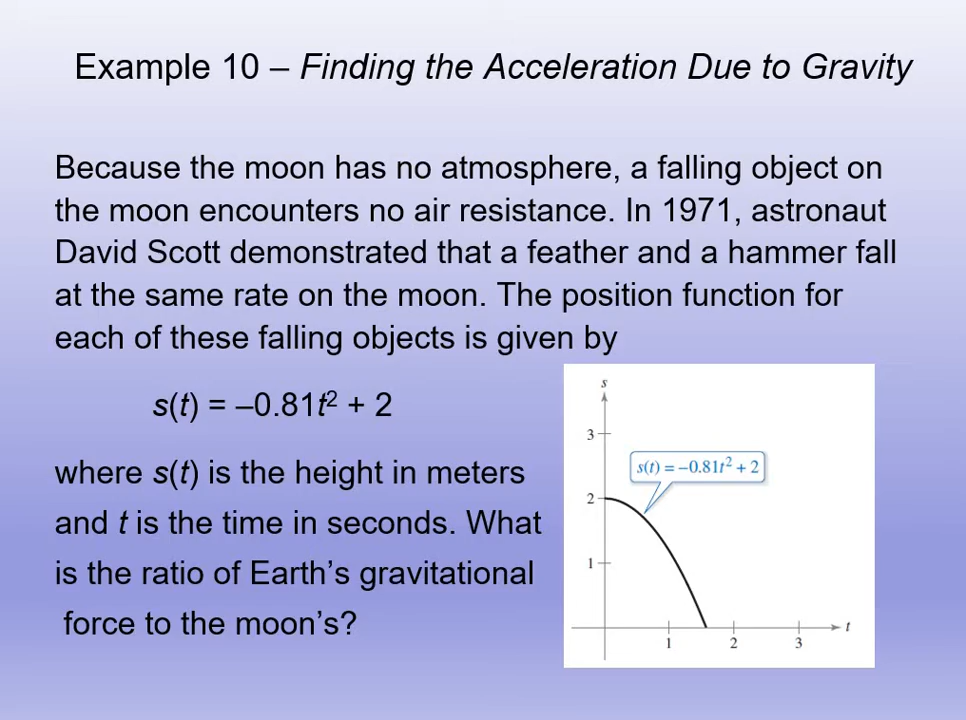 Example 10 – Finding the Acceleration Due to Gravity
Because the moon has no atmosphere, a falling object on
the moon encounters no air resistance. In 1971, astronaut
David Scott demonstrated that a feather and a hammer fall
at the same rate on the moon. The position function for
each of these falling objects is given by
s(t) = –0.81t² + 2
where s(t) is the height in meters
and t is the time in seconds. What
is the ratio of Earth’s gravitational
force to the moon’s?
s
3
s(t) = –0.81t² + 2
2
1
t
1 2 3